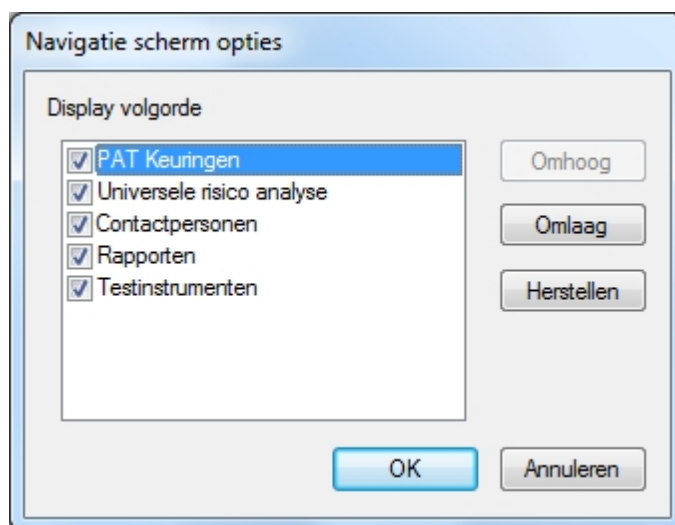 Navigatie scherm opties
Display volgorde
PAT Keuringen
Universele risico analyse
Contactpersonen
Rapporten
Testinstrumenten
Omhoog
Omlaag
Herstellen
OK
Annuleren